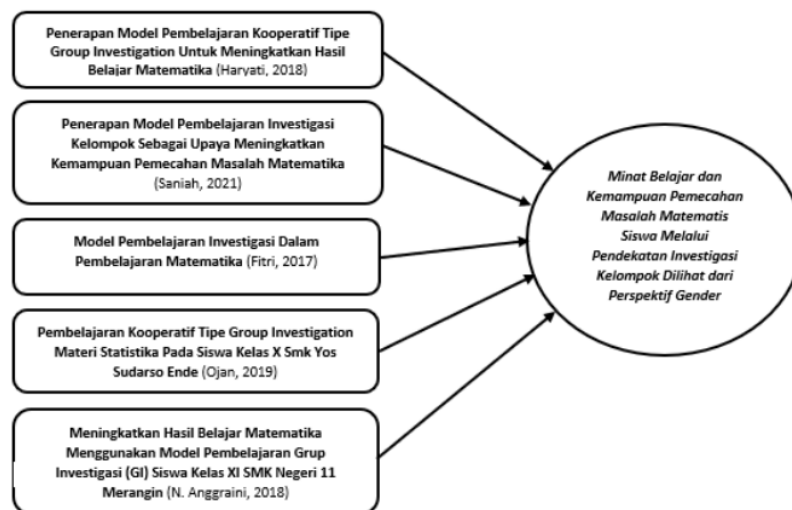 Penerapan Model Pembelajaran Kooperatif Tipe
Group Investigation Untuk Meningkatkan Hasil
Belajar Matematika (Haryati, 2018)
Penerapan Model Pembelajaran Investigasi
Kelompok Sebagai Upaya Meningkatkan
Kemampuan Pemecahan Masalah Matematika
(Saniah, 2021)
Model Pembelajaran Investigasi Dalam
Pembelajaran Matematika (Fitri, 2017)
Pembelajaran Kooperatif Tipe Group Investigation
Materi Statistika Pada Siswa Kelas X Smk Yos
Sudarso Ende (Ojan, 2019)
Meningkatkan Hasil Belajar Matematika
Menggunakan Model Pembelajaran Grup
Investigasi (GI) Siswa Kelas XI SMK Negeri 11
Merangin (N. Anggraini, 2018)
Minat Belajar dan
Kemampuan Pemecahan
Masalah Matematis
Siswa Melalui
Pendekatan Investigasi
Kelompok Dilihat dari
Perspektif Gender